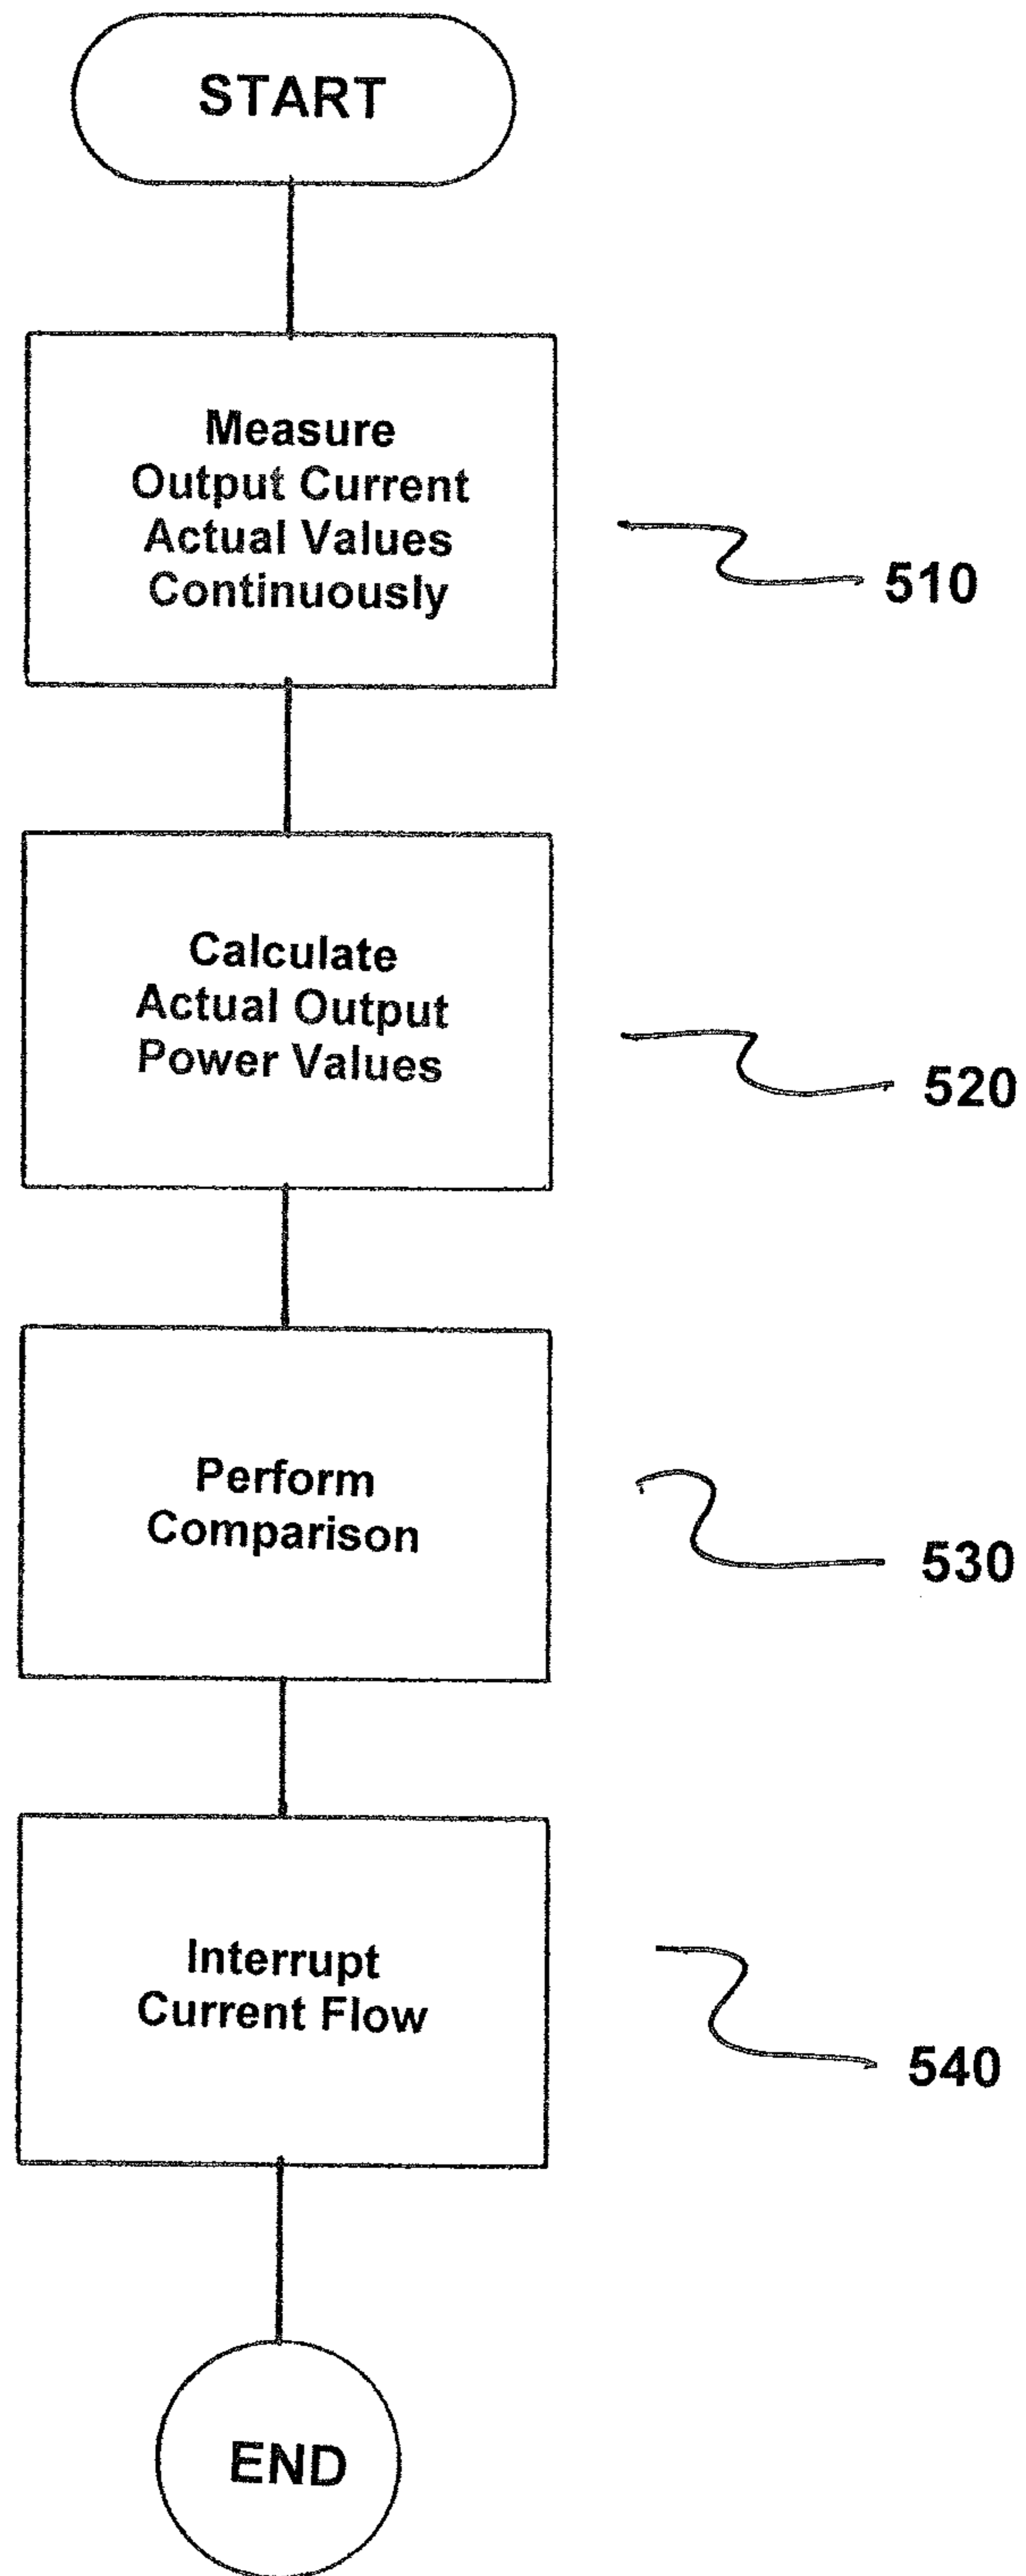 START
Measure
Output Current
Actual Values
Continuously
510
Calculate
Actual Output
Power Values
520
Perform
Comparison
530
Interrupt
Current Flow
540
END